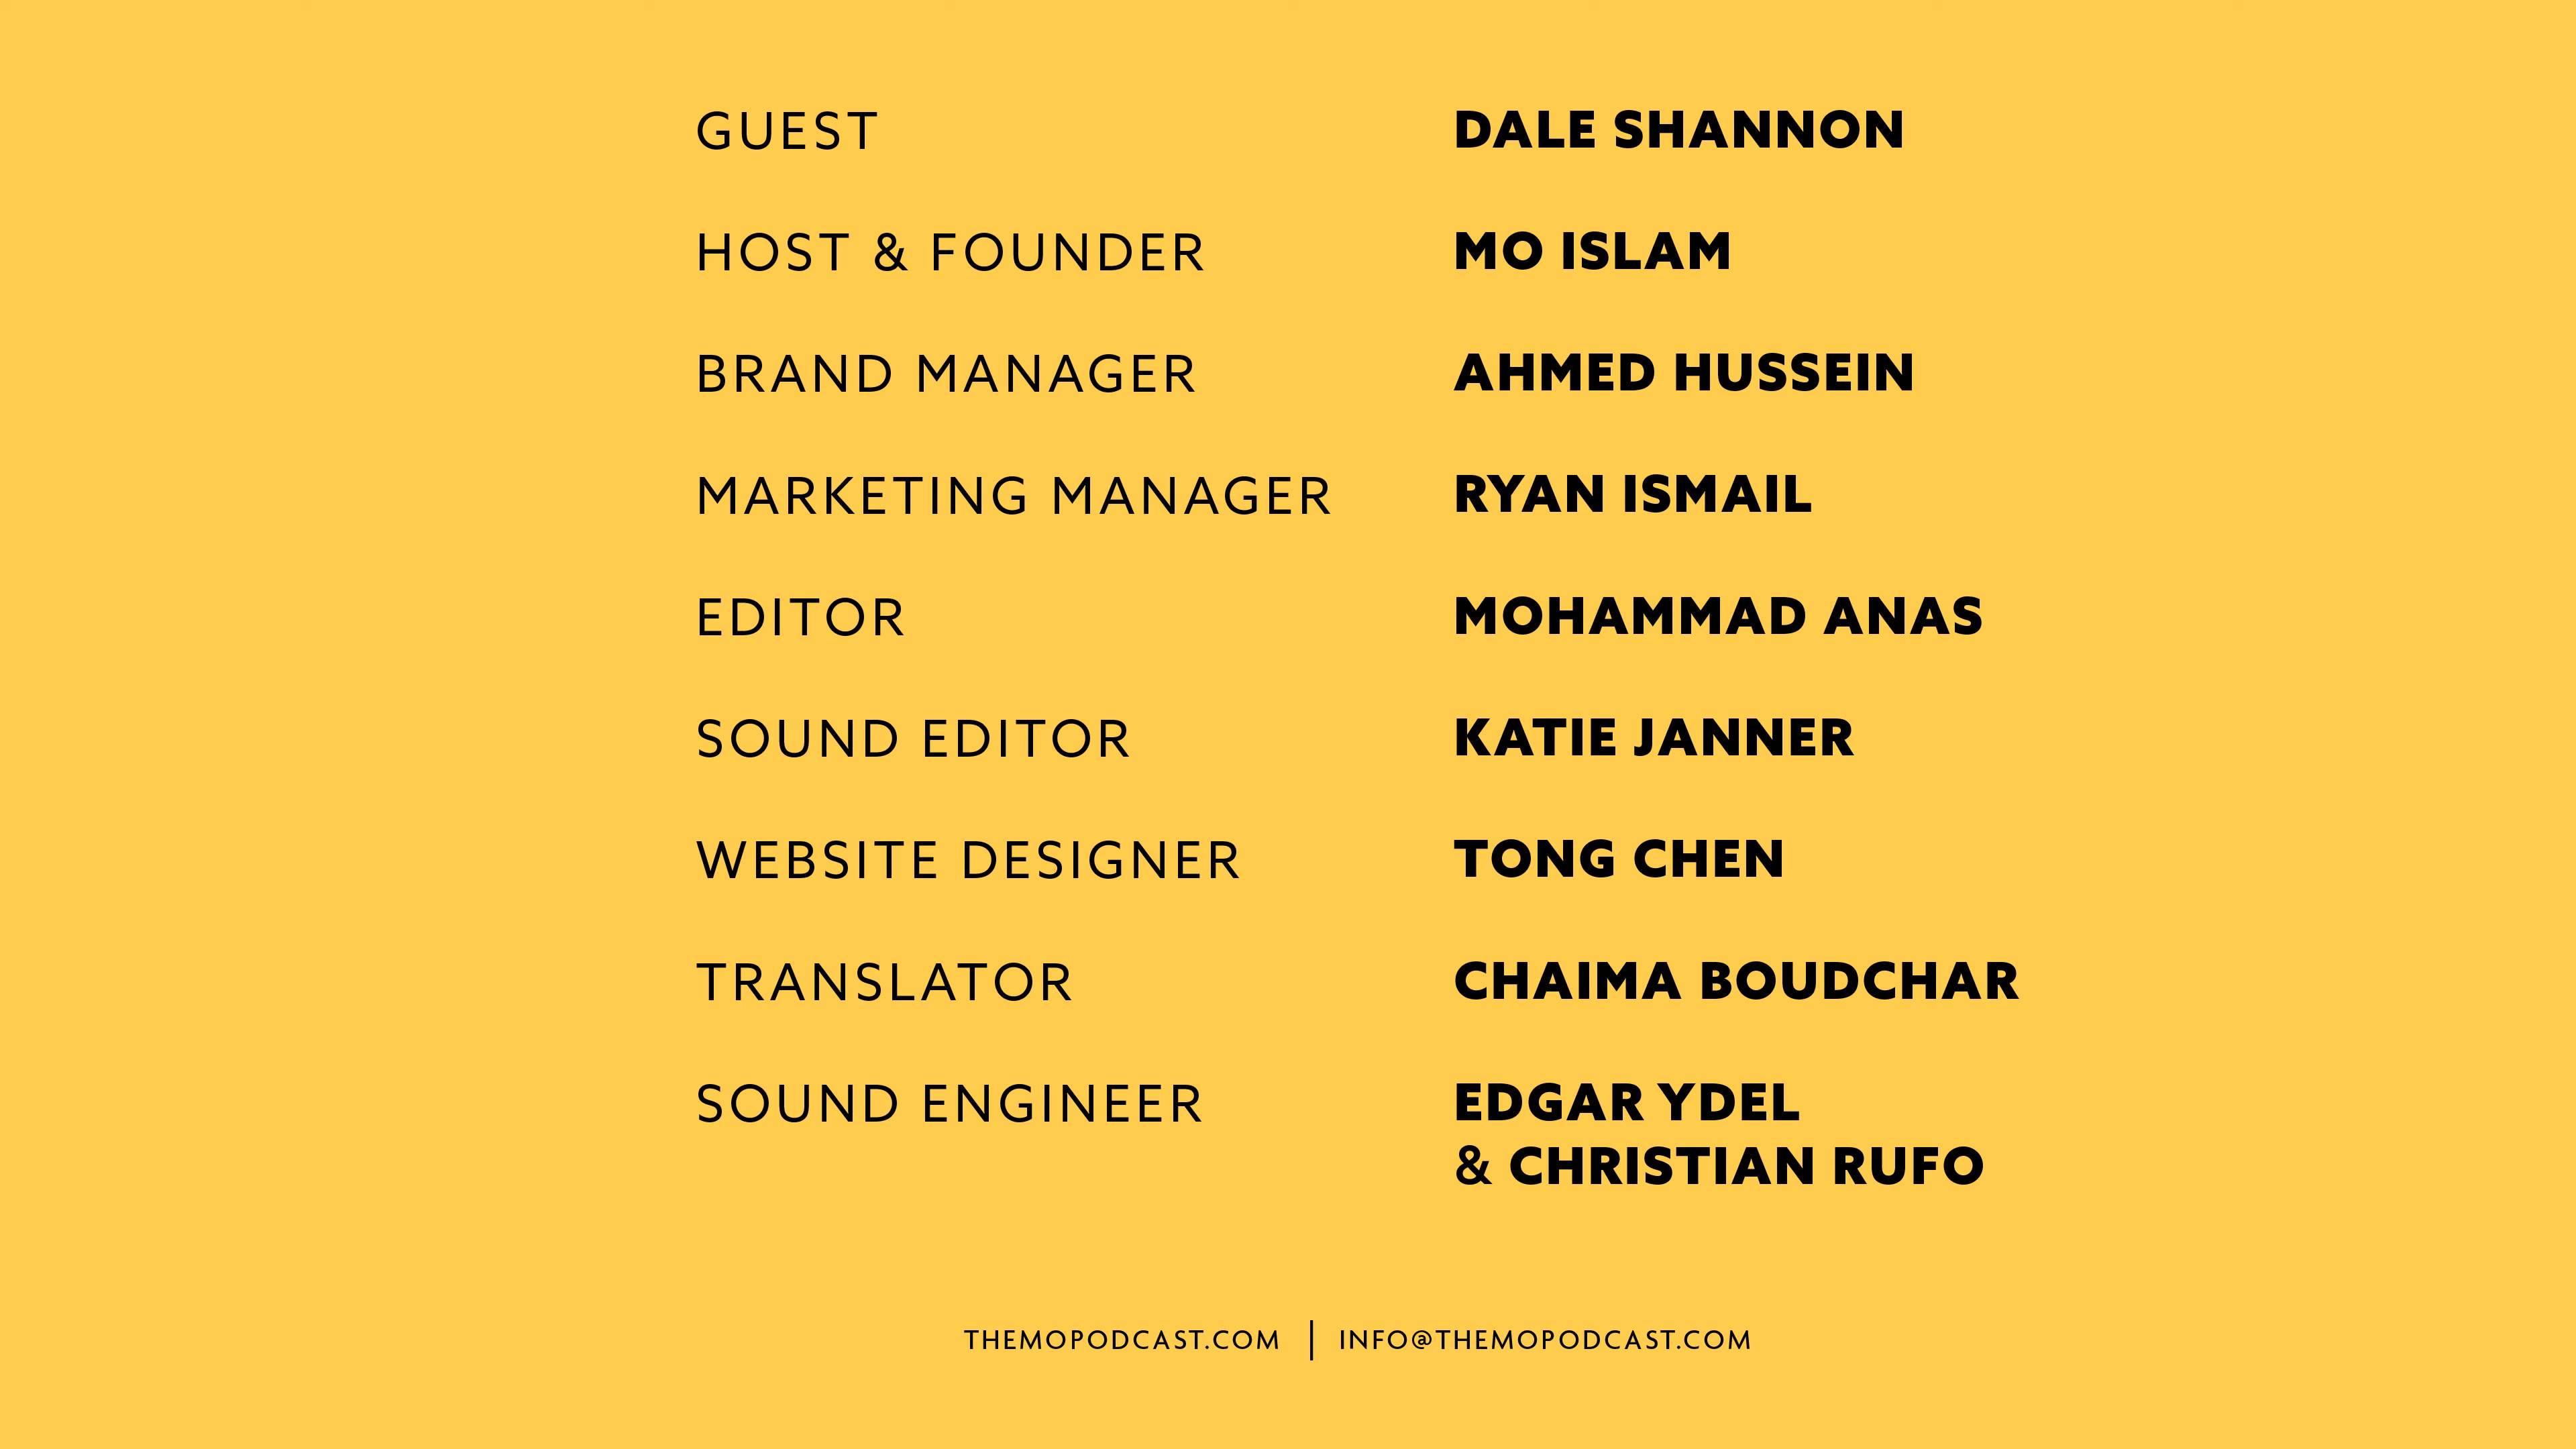 GUEST DALE SHANNON
HOST & FOUNDER MO ISLAM
BRAND MANAGER AHMED HUSSEIN
MARKETING MANAGER RYAN ISMAIL
EDITOR MOHAMMAD ANAS
SOUND EDITOR KATIE JANNER
WEBSITE DESIGNER TONG CHEN
TRANSLATOR CHAIMA BOUDCHAR
SOUND ENGINEER EDGAR YDEL
& CHRISTIAN RUFO
THEMOPODCAST.COM | INFO@THEMOPODCAST.COM